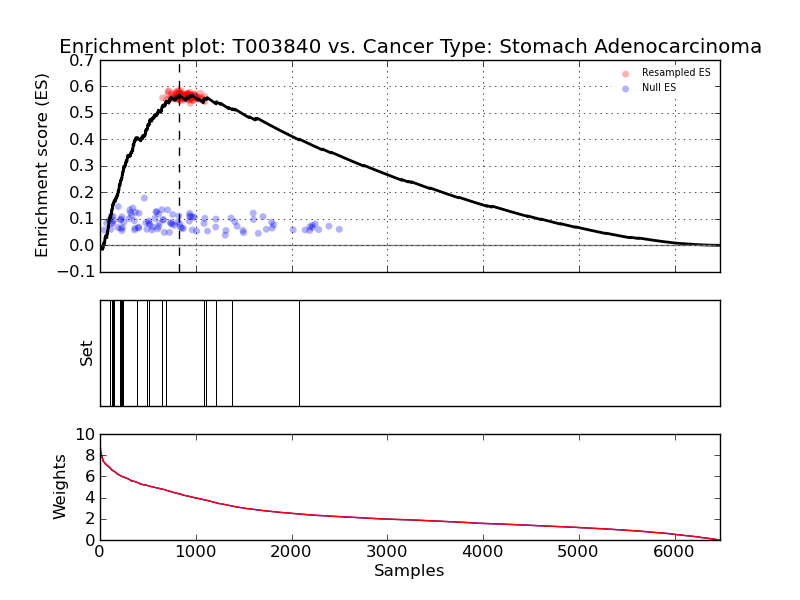 Enrichment plot: T003840 vs. Cancer Type: Stomach Adenocarcinoma
Enrichment score (ES)
0.7
0.6
0.5
0.4
0.3
0.2
0.1
0.0
−0.1
Resampled ES
Null ES
Set
Weights
10
8
6
4
2
0
0 1000 2000 3000 4000 5000 6000
Samples